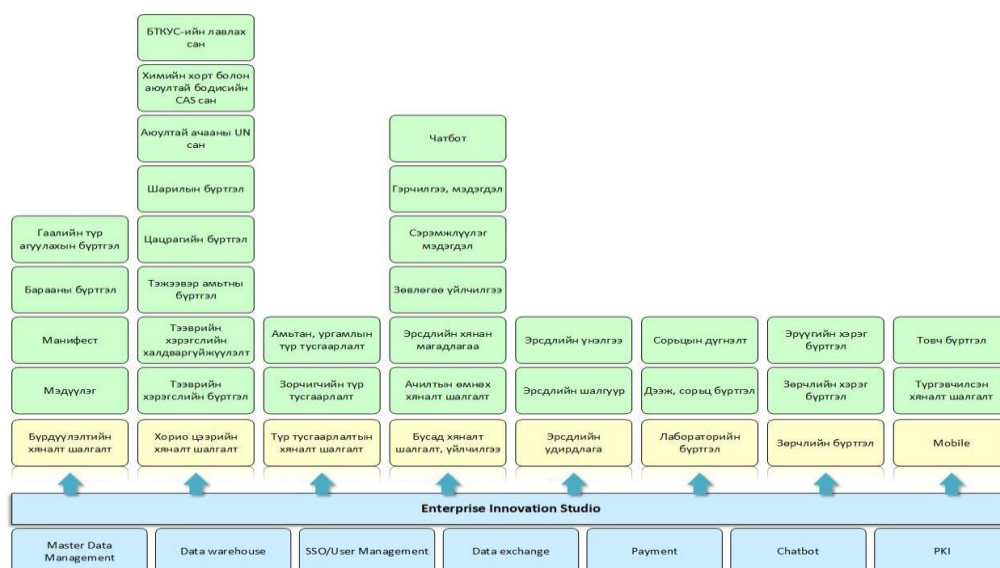 БТКУС-ийн лавлах
сан
Химийн хорт болон
аюултай бодисийн
CAS сан
Аюултай ачааны UN
сан
Чатбот
Шарилын бүртгэл
Гэрчилгээ, мэдэгдэл
Гаалийн түр
агуулахын бүртгэл
Цацрагийн бүртгэл
Сэрэмжлүүлэг
мэдэгдэл
Барааны бүртгэл
Тэжээвэр амьтны
бүртгэл
Зөвлөгөө үйлчилгээ
Манифест
Тээврийн
хэрэгслийн
халдваргүйжүүлэлт
Амьтан, ургамлын
түр тусгаарлалт
Эрсдлийн хянан
магадлагаа
Эрсдлийн үнэлгээ
Сорьцын дүгнэлт
Эрүүгийн хэрэг
бүртгэл
Товч бүртгэл
Мэдүүлэг
Тээврийн
хэрэгслийн бүртгэл
Зорчигчийн түр
тусгаарлалт
Ачилтын өмнөх
хяналт шалгалт
Эрсдлийн шалгуур
Дээж, сорьц бүртгэл
Зөрчлийн хэрэг
бүртгэл
Түргэвчилсэн
хяналт шалгалт
Бүрдүүлэлтийн
хяналт шалгалт
Хорио цээрийн
хяналт шалгалт
Түр тусгаарлалтын
хяналт шалгалт
Бусад хяналт
шалгалт, үйлчилгээ
Эрсдлийн
удирдлага
Лабораторийн
бүртгэл
Зөрчлийн бүртгэл
Mobile
Enterprise Innovation Studio
Master Data
Management
Data warehouse
SSO/User Management
Data exchange
Payment
Chatbot
PKI